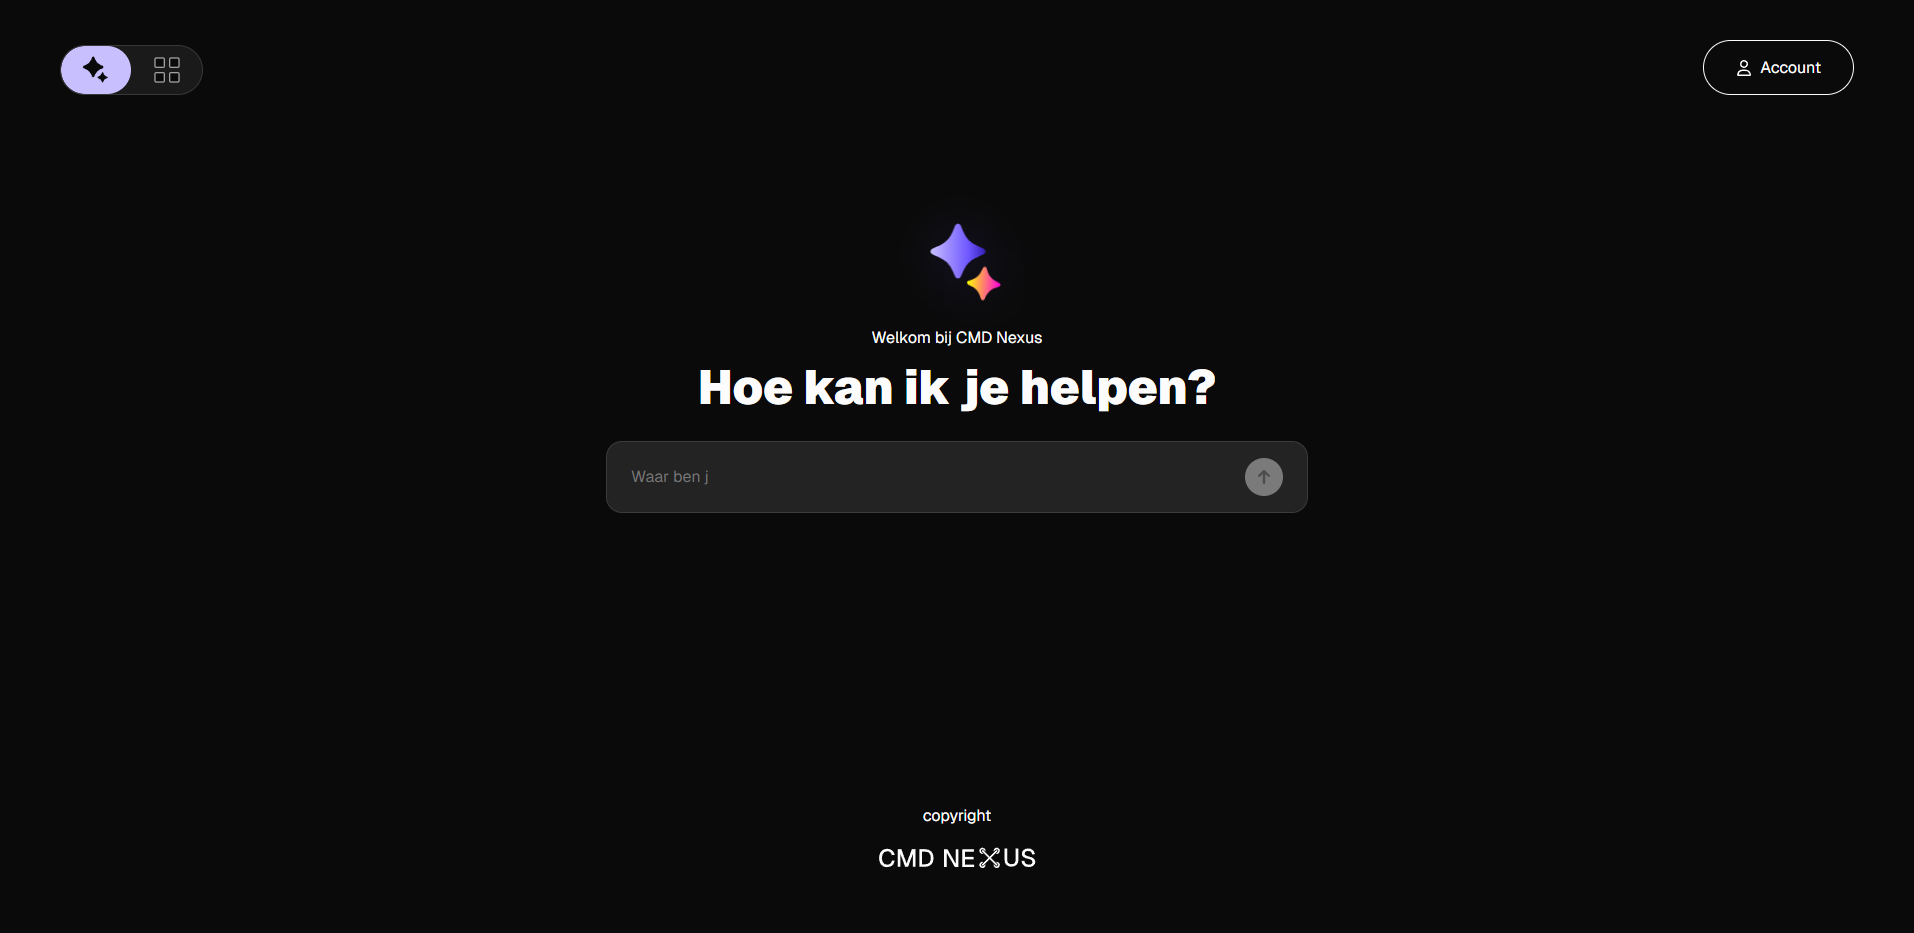 Account
Welkom bij CMD Nexus
Hoe kan ik je helpen?
Waar ben j
copyright
CMD NEXUS